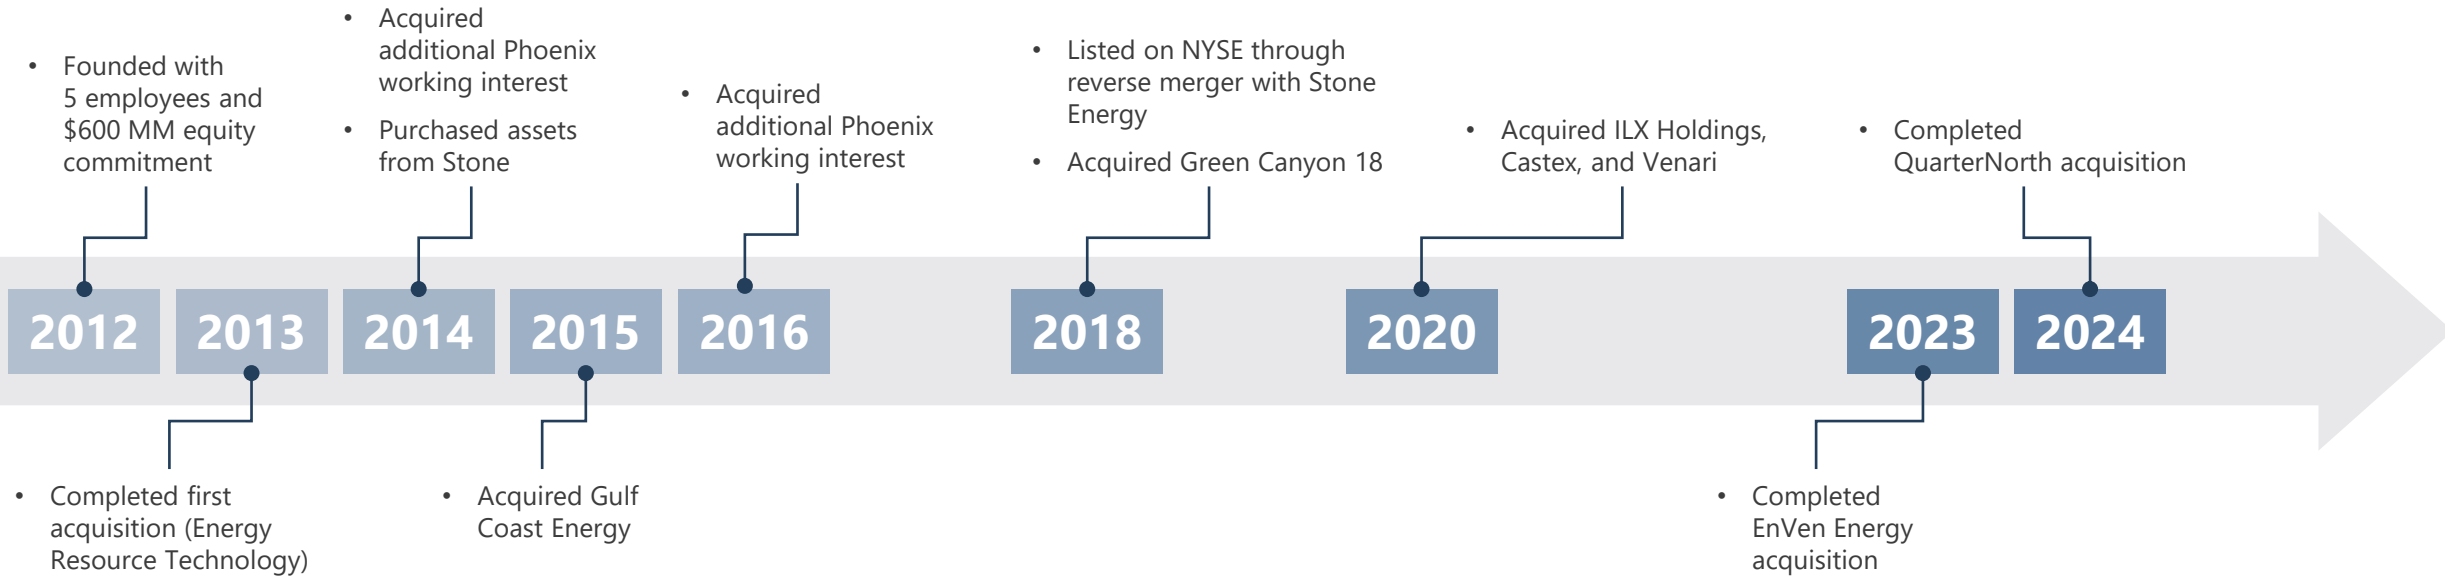 • Founded with
5 employees and
$600 MM equity
commitment
• Acquired
additional Phoenix
working interest
• Purchased assets
from Stone
• Acquired
additional Phoenix
working interest
• Listed on NYSE through
reverse merger with Stone
Energy
• Acquired Green Canyon 18
• Acquired ILX Holdings,
Castex, and Venari
• Completed
QuarterNorth acquisition
2012
2013
2014
2015
2016
2018
2020
2023
2024
• Completed first
acquisition (Energy
Resource Technology)
• Acquired Gulf
Coast Energy
• Completed
EnVen Energy
acquisition